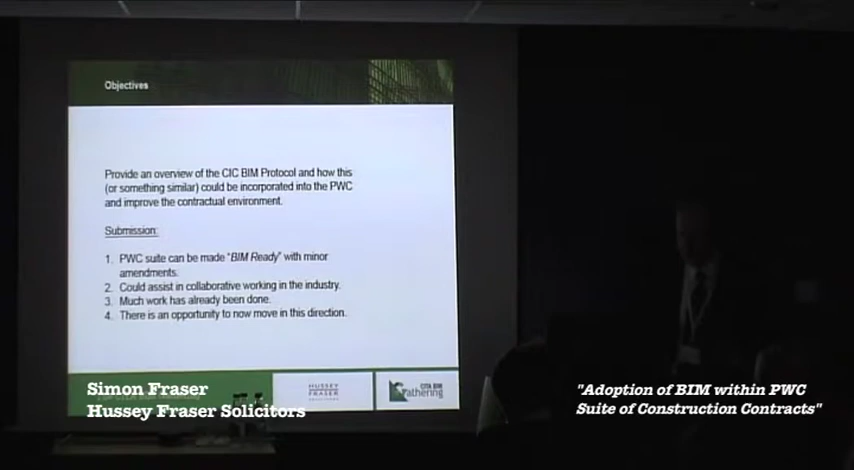 Objectives
Provide an overview of the CIC BIM Protocol and how this
(or something similar) could be incorporated into the PWC
and improve the contractual environment.
Submission:
1. PWC suite can be made "BIM Ready" with minor
amendments.
2. Could assist in collaborative working in the industry.
3. Much work has already been done.
4. There is an opportunity to now move in this direction.
HUSSEY
FRASER
SOLICITORS
CITA BIM
Gathering
Simon Fraser
Hussey Fraser Solicitors
"Adoption of BIM within PWC
Suite of Construction Contracts"